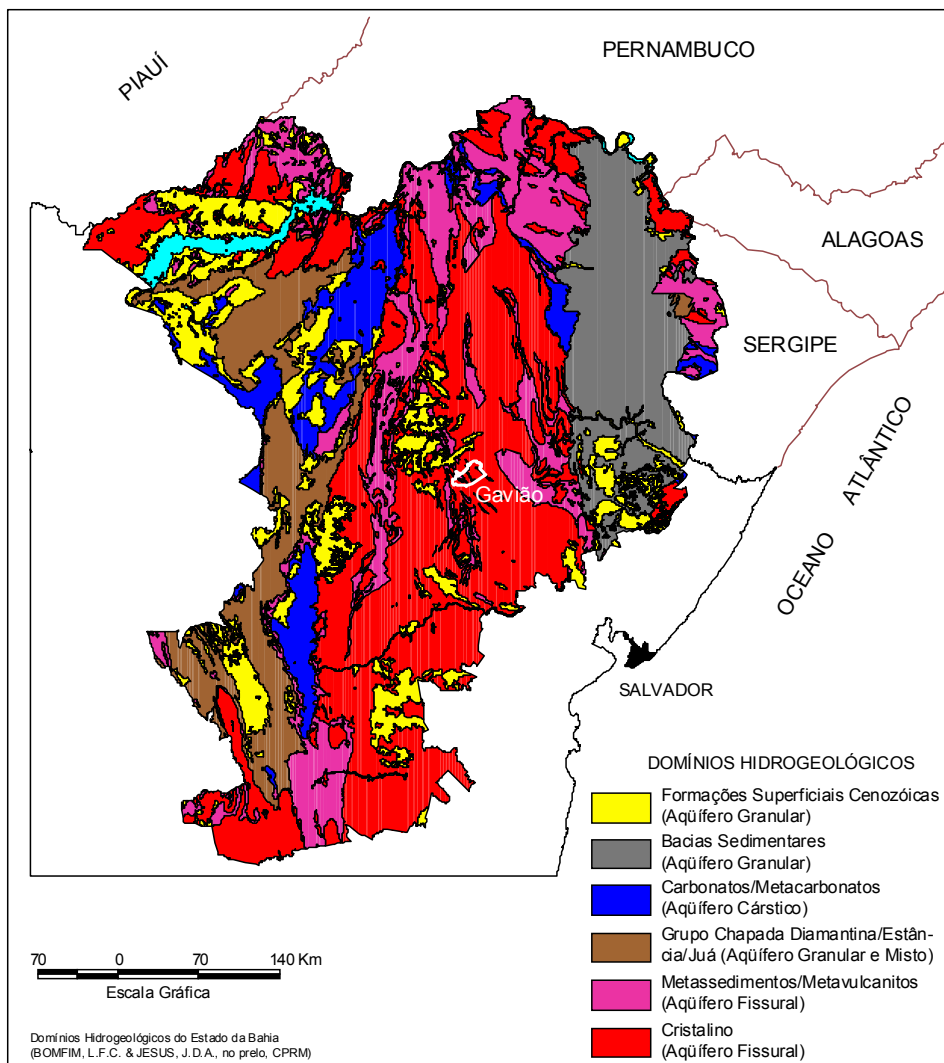 PIAUÍ
PERNAMBUCO
ALAGOAS
SERGIPE
OCEANO ATLÂNTICO
Gavião
SALVADOR
DOMÍNIOS HIDROGEOLÓGICOS
Formações Superficiais Cenozóicas
(Aqüífero Granular)
Bacias Sedimentares
(Aqüífero Granular)
Carbonatos/Metacarbonatos
(Aqüífero Cárstico)
Grupo Chapada Diamantina/Estân-
cia/Juá (Aqüífero Granular e Misto)
Metassedimentos/Metavulcanitos
(Aqüífero Fissural)
Cristalino
(Aqüífero Fissural)
70 0 70 140 Km
Escala Gráfica
Domínios Hidrogeológicos do Estado da Bahia
(BOMFIM, L.F.C. & JESUS, J.D.A., no prelo, CPRM)